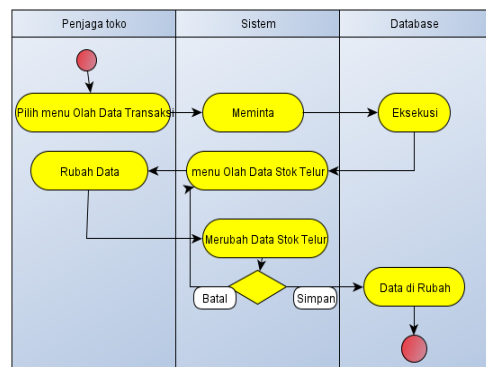 Penjaga toko
Sistem
Database
Pilih menu Olah Data Transaksi
Meminta
Eksekusi
Rubah Data
menu Olah Data Stok Telur
Merubah Data Stok Telur
Batal
Simpan
Data di Rubah